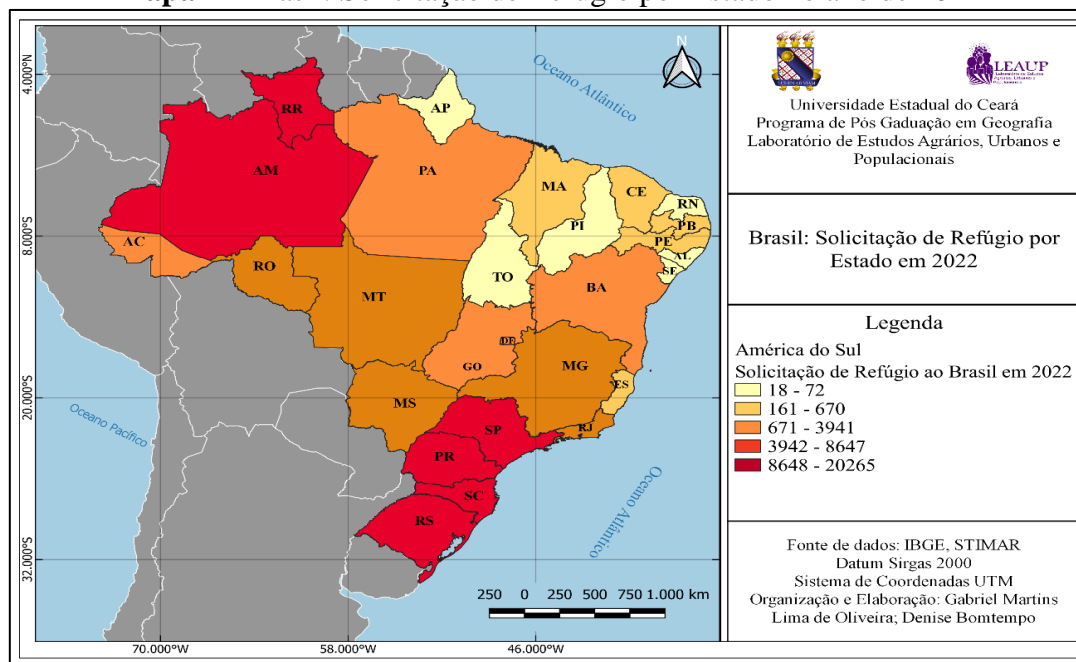 4.000°S
8.000°S
20.000°S
32.000°S
70.000°W
58.000°W
46.000°W
N
Oceano Atlântico
Oceano Pacífico
Oceano Atlântico
RR
AP
AM
PA
MA
CE
RN
PB
PE
AL
SE
PI
AC
RO
TO
BA
MT
DF
GO
MG
ES
MS
SP
RJ
PR
SC
RS
250 0 250 500 750 1.000 km
LEAUP
Universidade Estadual do Ceará
Programa de Pós Gaduação em Geografia
Laboratório de Estudos Agrários, Urbanos e
Populacionais
Brasil: Solicitação de Refúgio por
Estado em 2022
Legenda
América do Sul
Solicitação de Refúgio ao Brasil em 2022
18 - 72
161 - 670
671 - 3941
3942 - 8647
8648 - 20265
Fonte de dados: IBGE, STIMAR
Datum Sirgas 2000
Sistema de Coordenadas UTM
Organização e Elaboração: Gabriel Martins
Lima de Oliveira; Denise Bomtempo